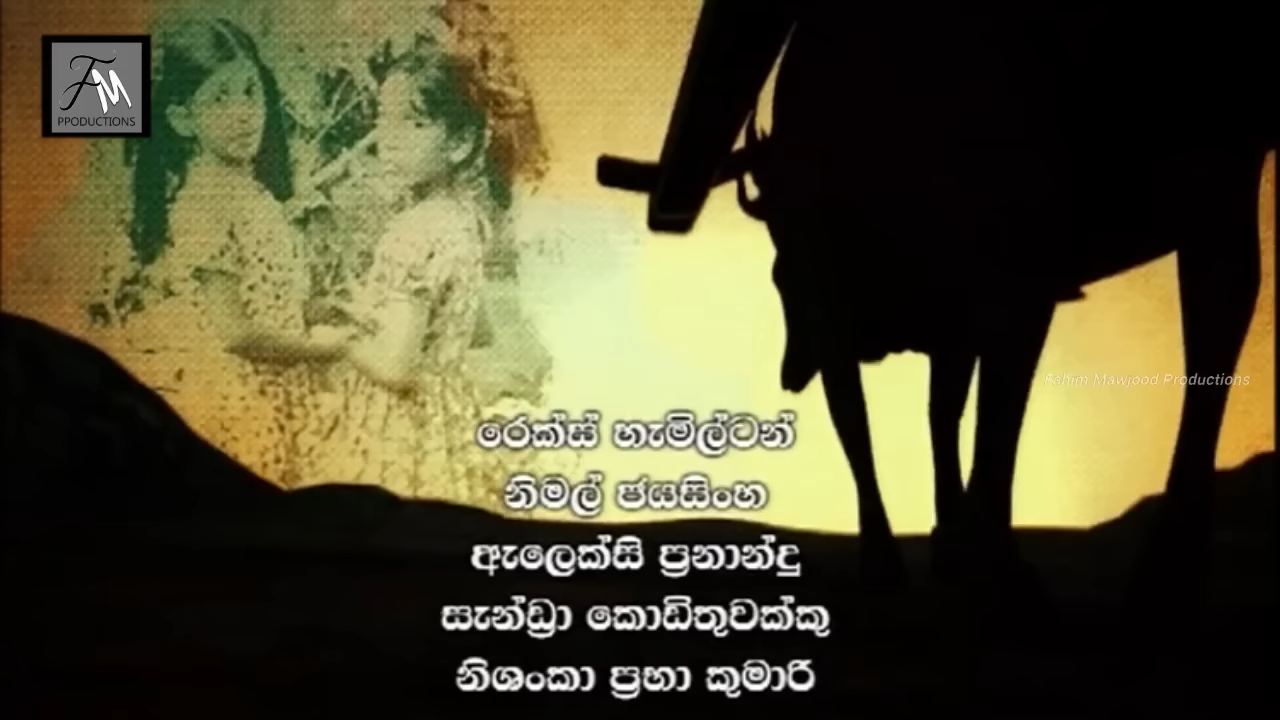 FM
PPODUCTIONS
Fahim Mawjood Productions
රෙක්ස් හැමිල්ටන්
නිමල් ජයසිංහ
ඇලෙක්සි ප්‍රනාන්දු
සැන්ඩ්‍රා කොඩිතුවක්කු
නිශංකා ප්‍රභා කුමාරි